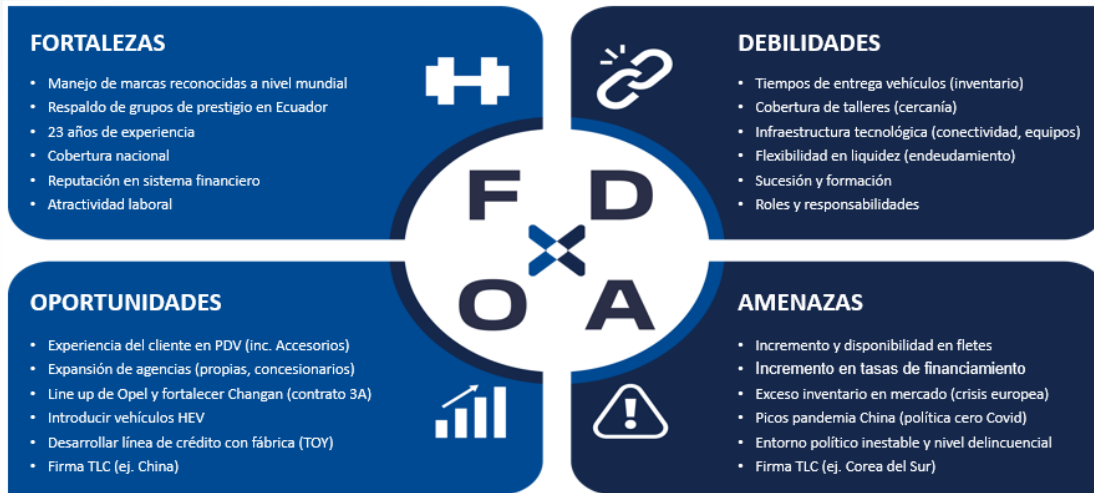 FORTALEZAS
• Manejo de marcas reconocidas a nivel mundial
• Respaldo de grupos de prestigio en Ecuador
• 23 años de experiencia
• Cobertura nacional
• Reputación en sistema financiero
• Atractividad laboral
DEBILIDADES
• Tiempos de entrega vehículos (inventario)
• Cobertura de talleres (cercanía)
• Infraestructura tecnológica (conectividad, equipos)
• Flexibilidad en liquidez (endeudamiento)
• Sucesión y formación
• Roles y responsabilidades
F D
O A
OPORTUNIDADES
• Experiencia del cliente en PDV (inc. Accesorios)
• Expansión de agencias (propias, concesionarios)
• Line up de Opel y fortalecer Changan (contrato 3A)
• Introducir vehículos HEV
• Desarrollar línea de crédito con fábrica (TOY)
• Firma TLC (ej. China)
AMENAZAS
• Incremento y disponibilidad en fletes
• Incremento en tasas de financiamiento
• Exceso inventario en mercado (crisis europea)
• Picos pandemia China (política cero Covid)
• Entorno político inestable y nivel delincuencial
• Firma TLC (ej. Corea del Sur)